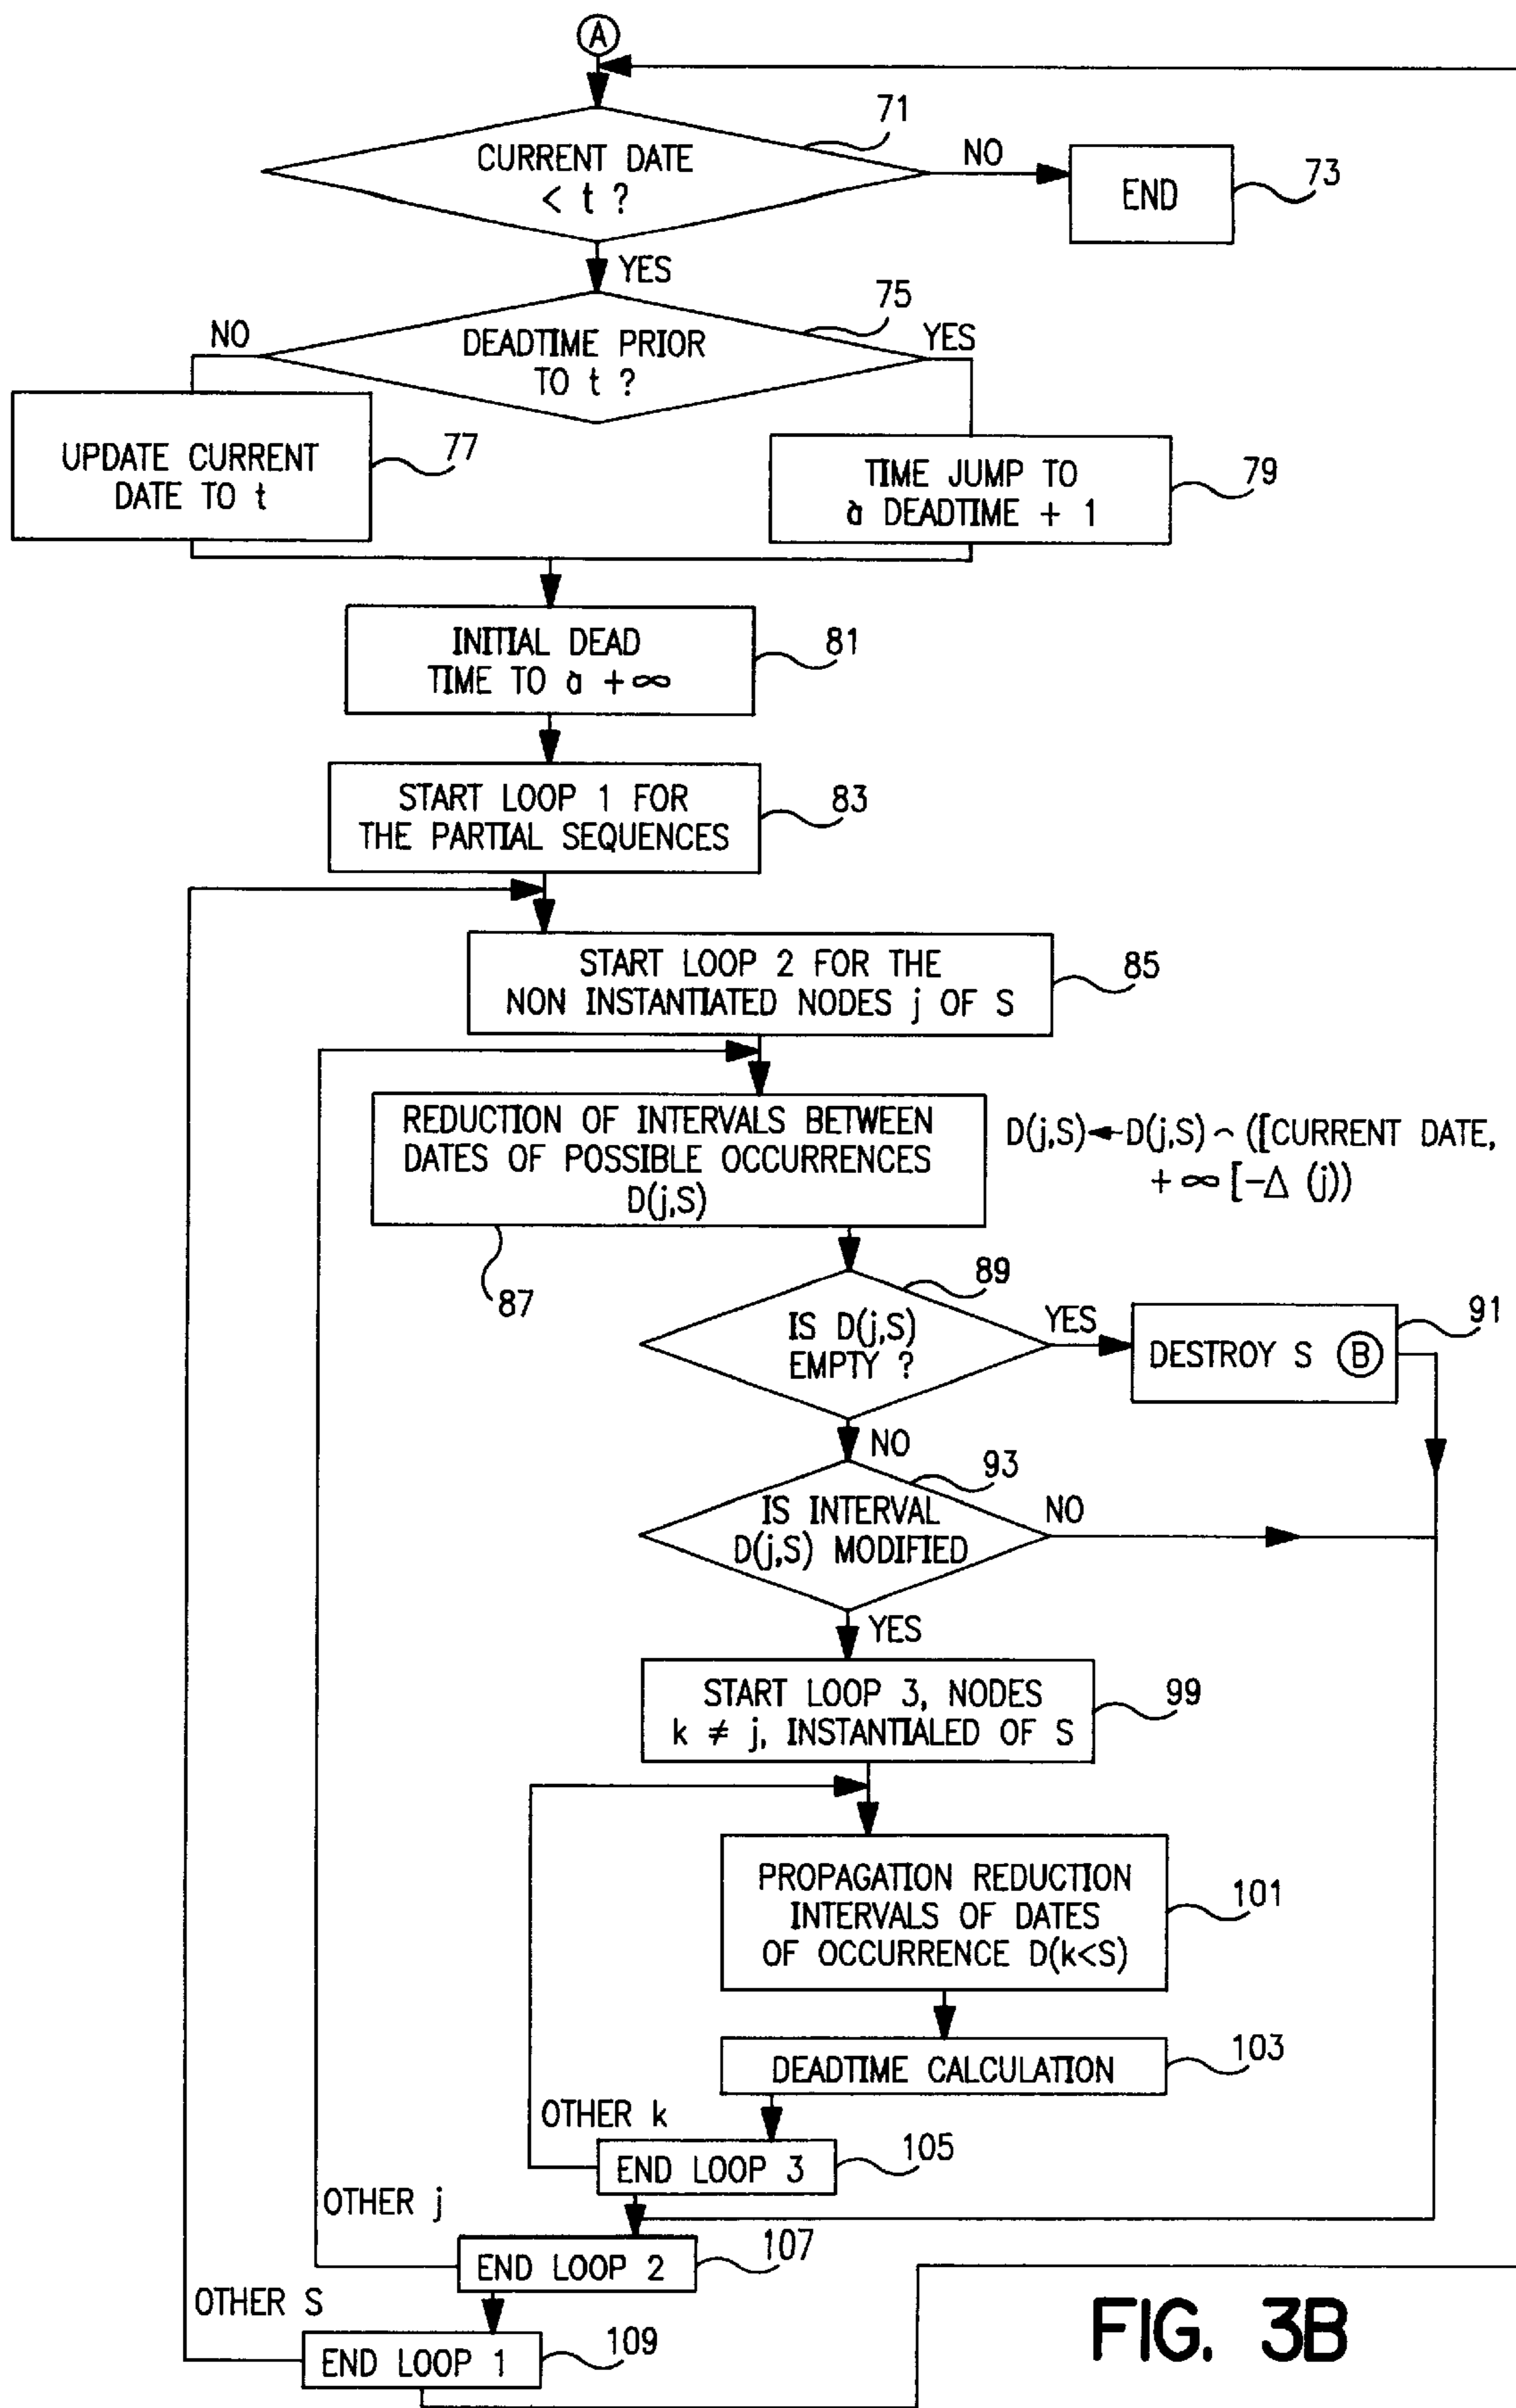 A
71
CURRENT DATE
< t ?
NO
END
73
YES
75
NO
DEADTIME PRIOR
TO t ?
YES
UPDATE CURRENT
DATE TO t
77
TIME JUMP TO
à DEADTIME + 1
79
INITIAL DEAD
TIME TO à +∞
81
START LOOP 1 FOR
THE PARTIAL SEQUENCES
83
START LOOP 2 FOR THE
NON INSTANTIATED NODES j OF S
85
REDUCTION OF INTERVALS BETWEEN
DATES OF POSSIBLE OCCURRENCES
D(j,S)
D(j,S)←D(j,S) ⌢ ([CURRENT DATE,
+ ∞ [-Δ (j))
87
89
IS D(j,S)
EMPTY ?
YES
DESTROY S B
91
NO
93
IS INTERVAL
D(j,S) MODIFIED
NO
YES
START LOOP 3, NODES
k ≠ j, INSTANTIALED OF S
99
PROPAGATION REDUCTION
INTERVALS OF DATES
OF OCCURRENCE D(k<S)
101
DEADTIME CALCULATION
103
OTHER k
END LOOP 3
105
OTHER j
END LOOP 2
107
OTHER S
END LOOP 1
109
FIG. 3B